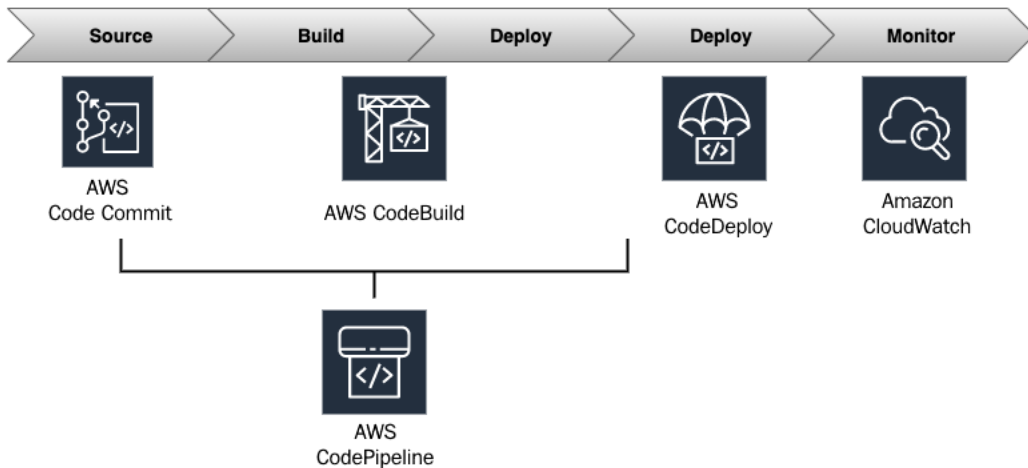 Source Build Deploy Deploy Monitor
AWS
Code Commit
AWS CodeBuild
AWS
CodeDeploy
Amazon
CloudWatch
AWS
CodePipeline